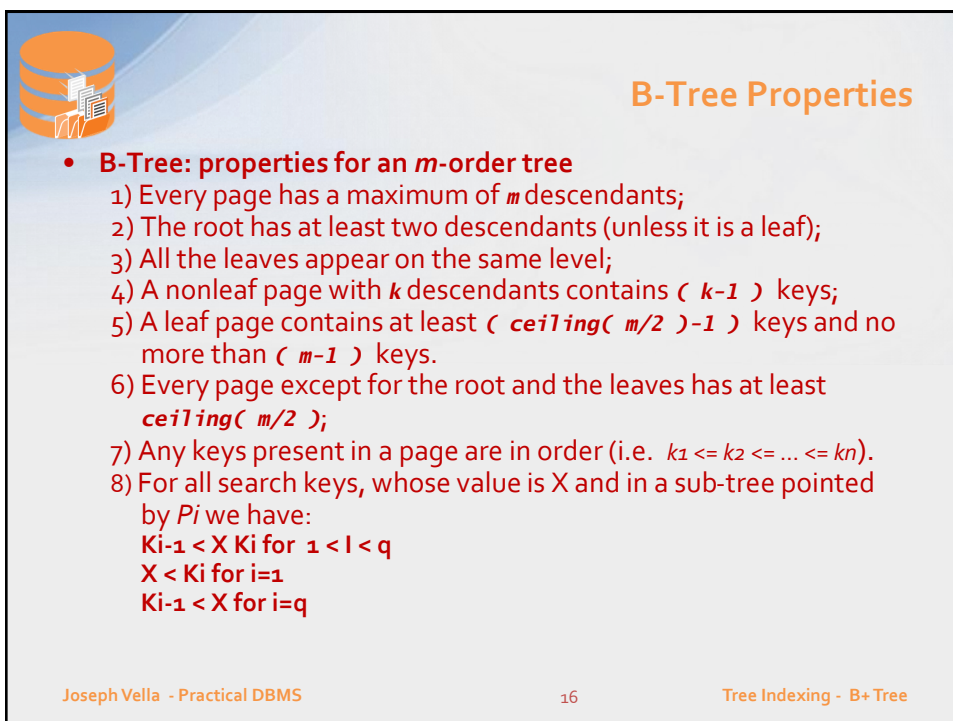 B-Tree Properties
• B-Tree: properties for an m-order tree
1) Every page has a maximum of m descendants;
2) The root has at least two descendants (unless it is a leaf);
3) All the leaves appear on the same level;
4) A nonleaf page with k descendants contains ( k-1 ) keys;
5) A leaf page contains at least ( ceiling( m/2 )-1 ) keys and no
more than ( m-1 ) keys.
6) Every page except for the root and the leaves has at least
ceiling( m/2 );
7) Any keys present in a page are in order (i.e. k1 <= k2 <= ... <= kn).
8) For all search keys, whose value is X and in a sub-tree pointed
by Pi we have:
Ki-1 < X Ki for 1 < I < q
X < Ki for i=1
Ki-1 < X for i=q
Joseph Vella - Practical DBMS 16 Tree Indexing - B+ Tree